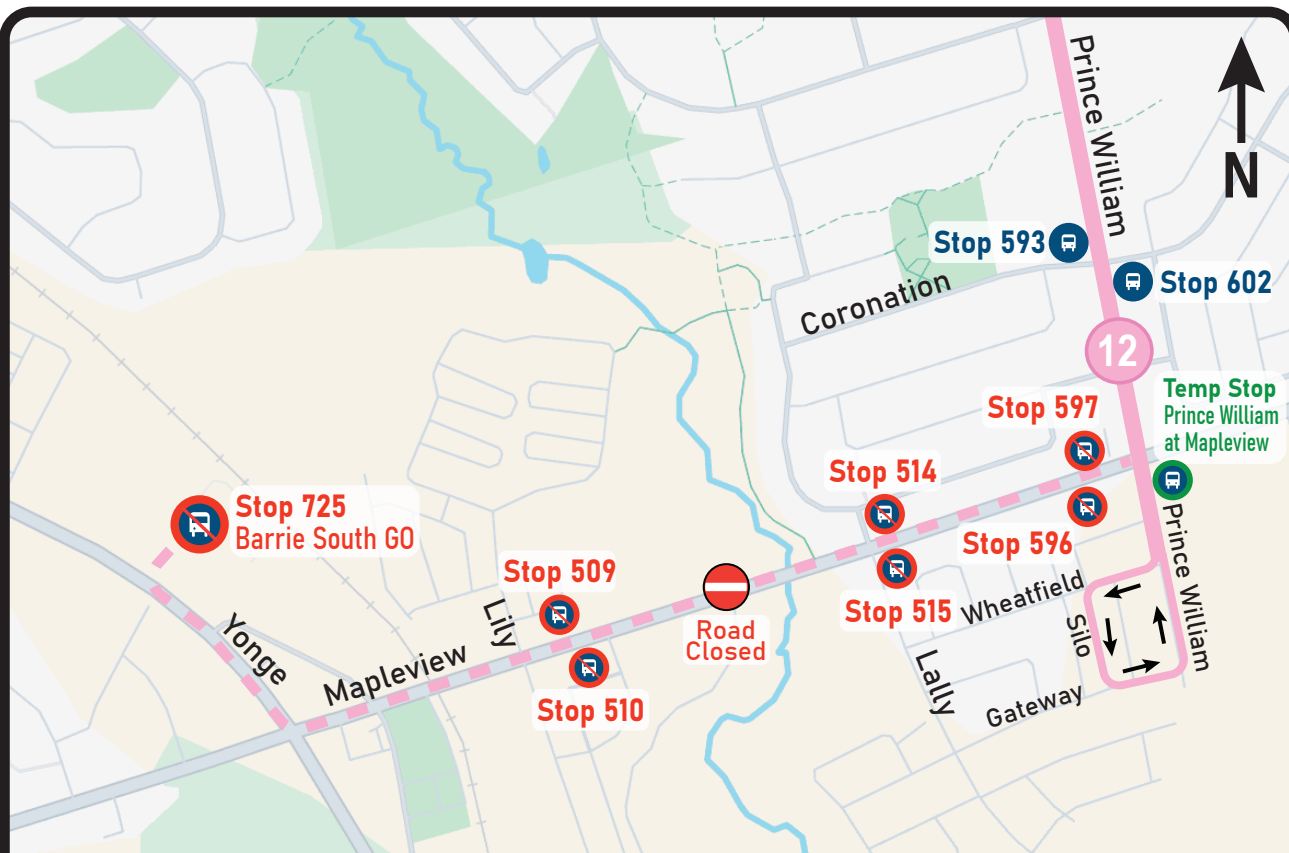 Prince William
N
Stop 593
Stop 602
Coronation
12
Temp Stop
Prince William
at Mapleview
Stop 597
Stop 514
Stop 725
Barrie South GO
Stop 596
Prince William
Stop 509
Wheatfield
Stop 515
Lily
Road
Closed
Silo
Yonge
Mapleview
Lally
Gateway
Stop 510